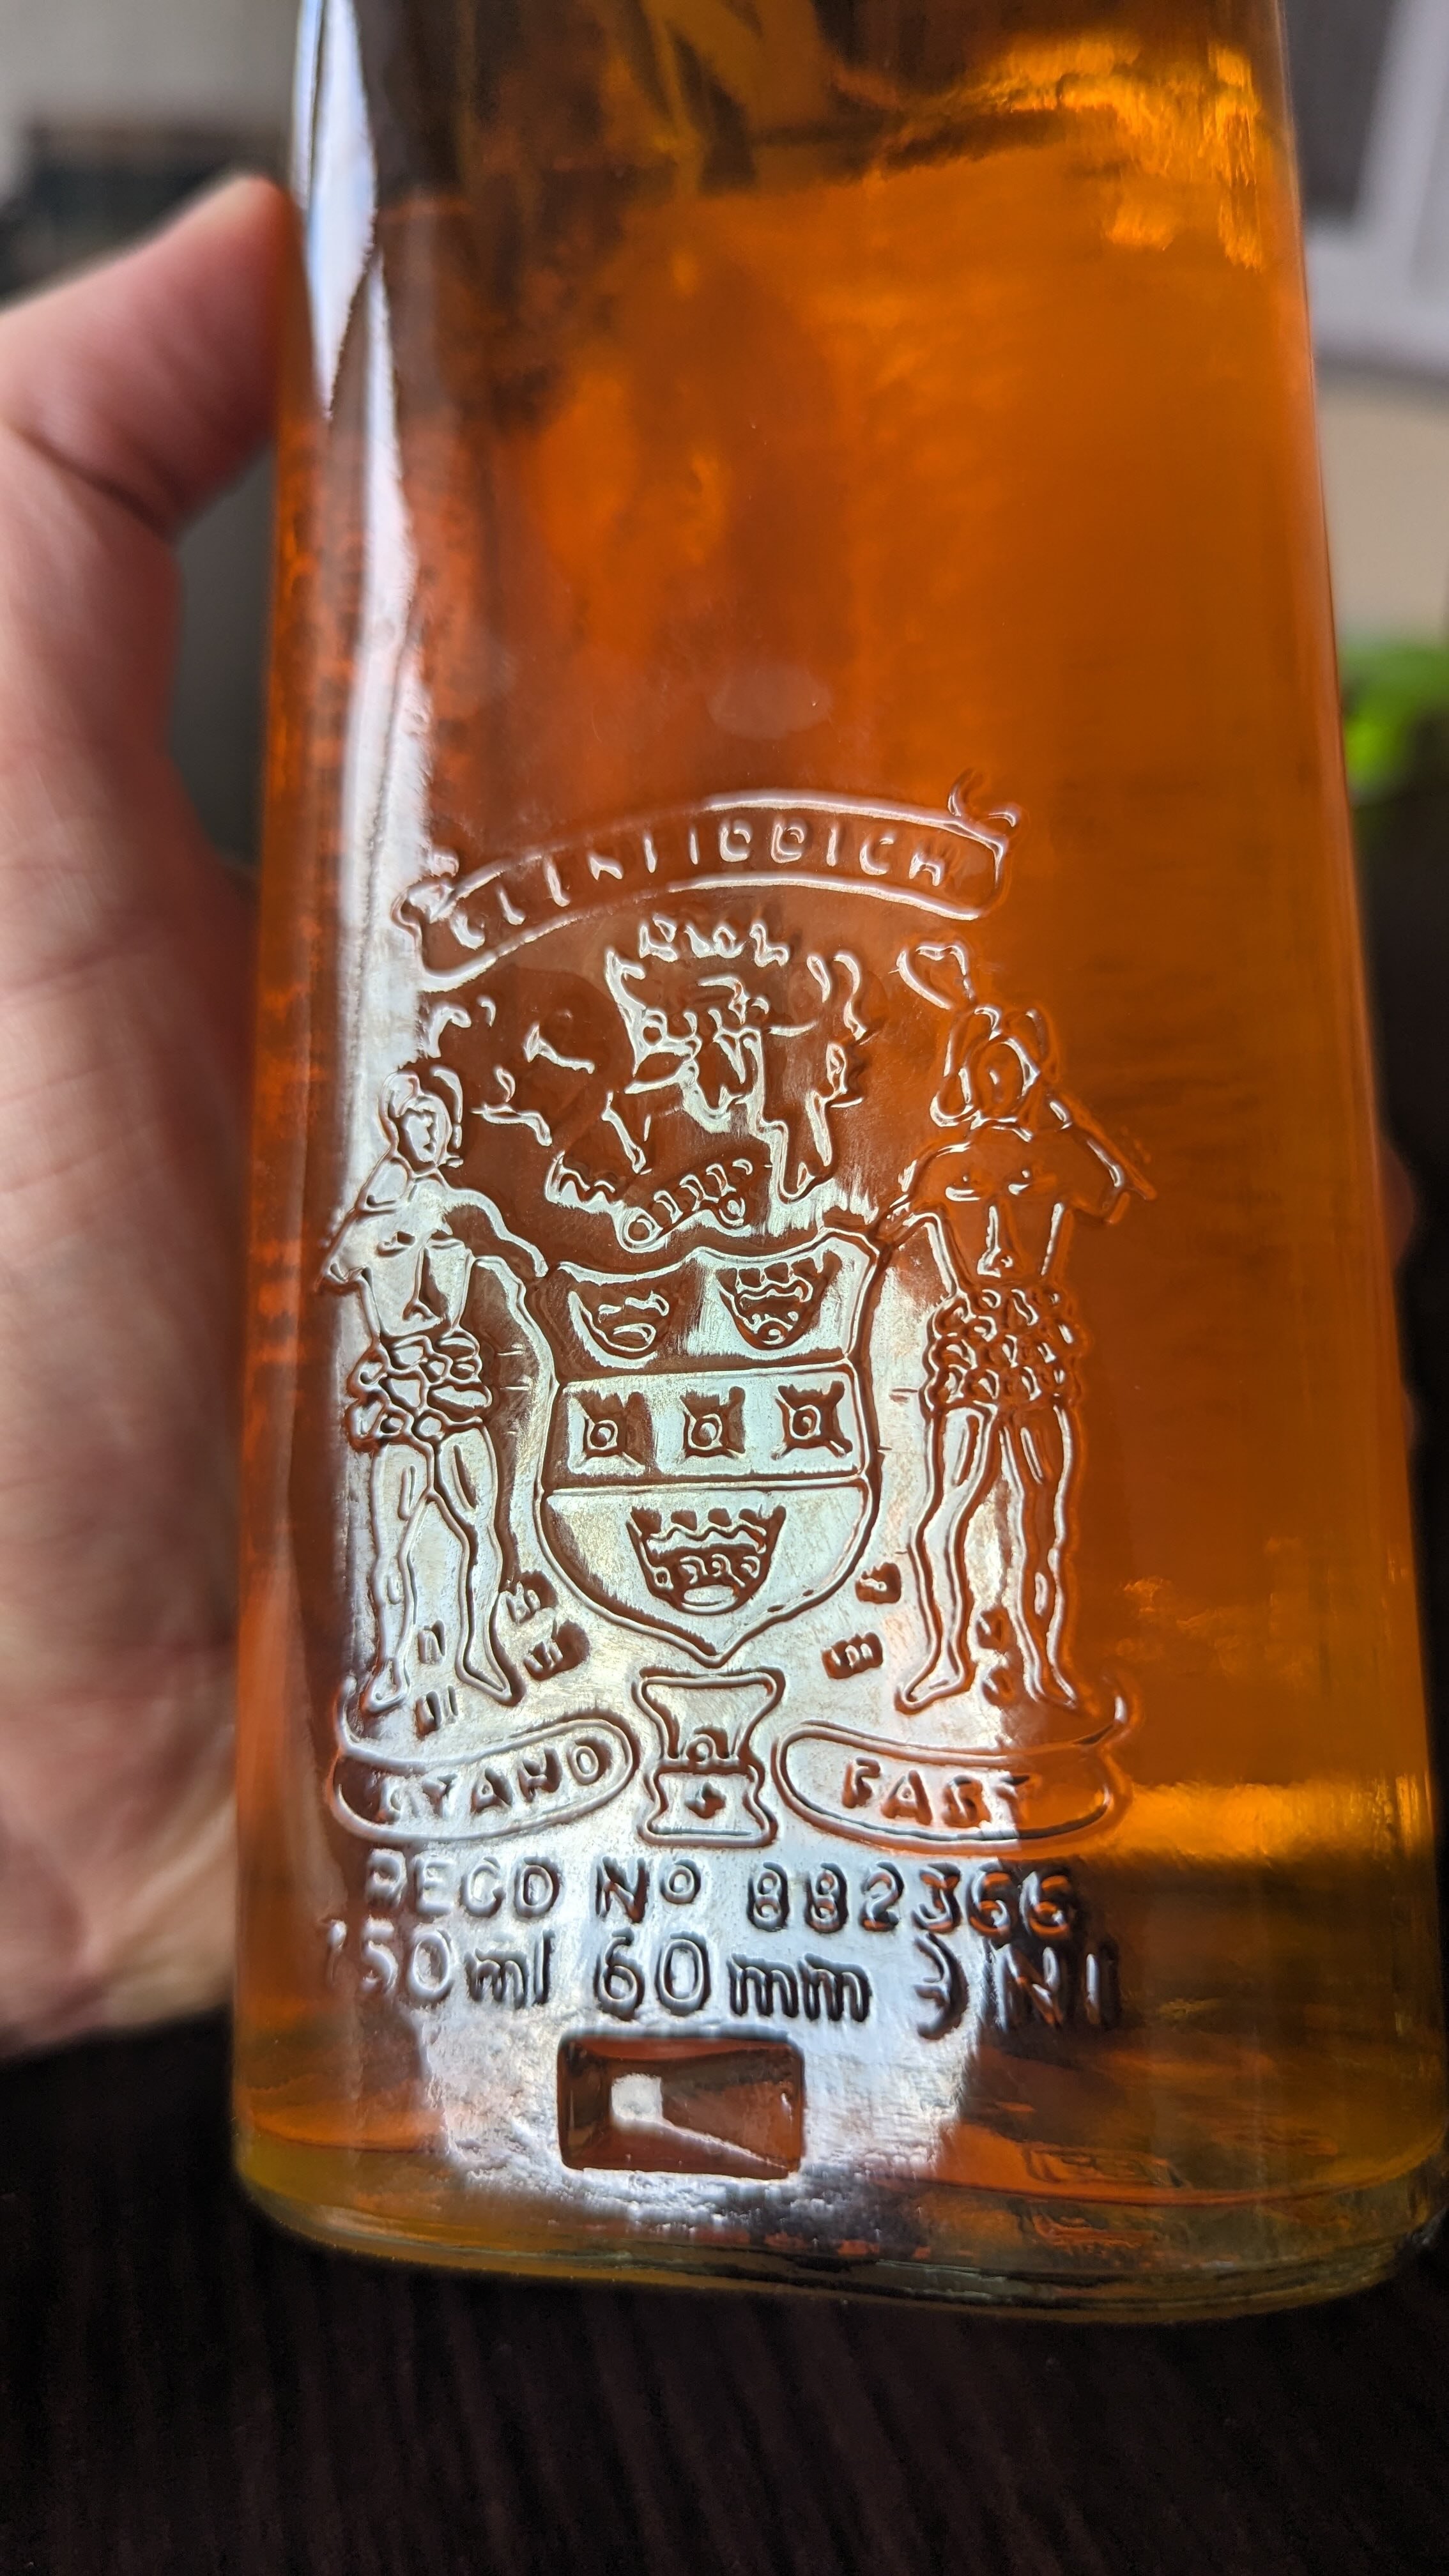 GLENFIDDICH
STAND FAST
REGD Nº 882366
750ml 60mm